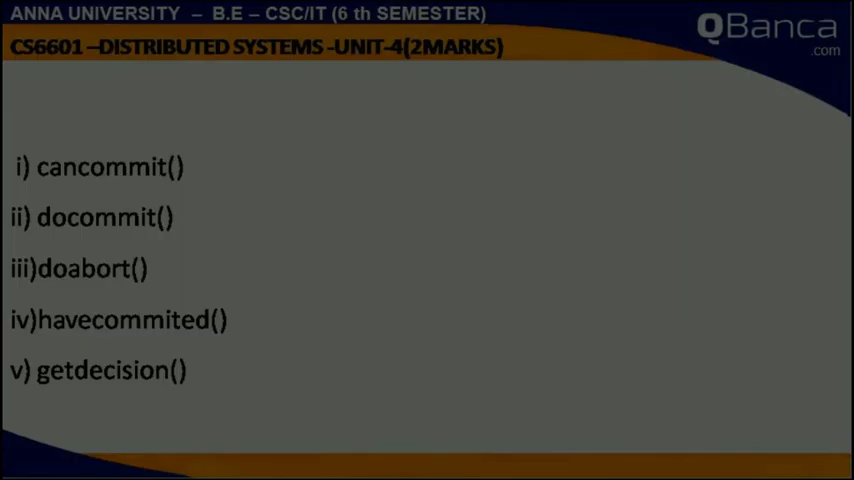 ANNA UNIVERSITY – B.E – CSC/IT (6 th SEMESTER)
QBanca
.com
CS6601 –DISTRIBUTED SYSTEMS -UNIT-4(2MARKS)
i) cancommit()
ii) docommit()
iii)doabort()
iv)havecommited()
v) getdecision()